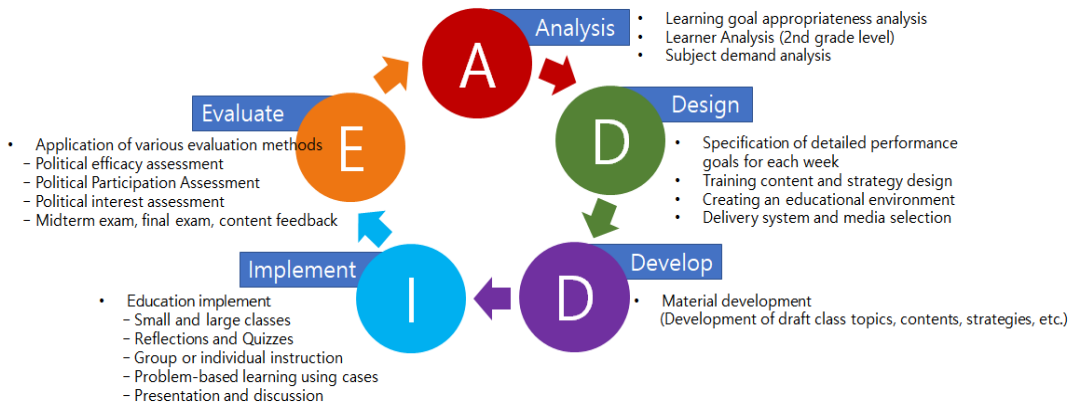 A
Analysis
• Learning goal appropriateness analysis
• Learner Analysis (2nd grade level)
• Subject demand analysis
D
Design
• Specification of detailed performance
goals for each week
• Training content and strategy design
• Creating an educational environment
• Delivery system and media selection
D
Develop
• Material development
(Development of draft class topics, contents, strategies, etc.)
I
Implement
• Education implement
– Small and large classes
– Reflections and Quizzes
– Group or individual instruction
– Problem-based learning using cases
– Presentation and discussion
E
Evaluate
• Application of various evaluation methods
– Political efficacy assessment
– Political Participation Assessment
– Political interest assessment
– Midterm exam, final exam, content feedback